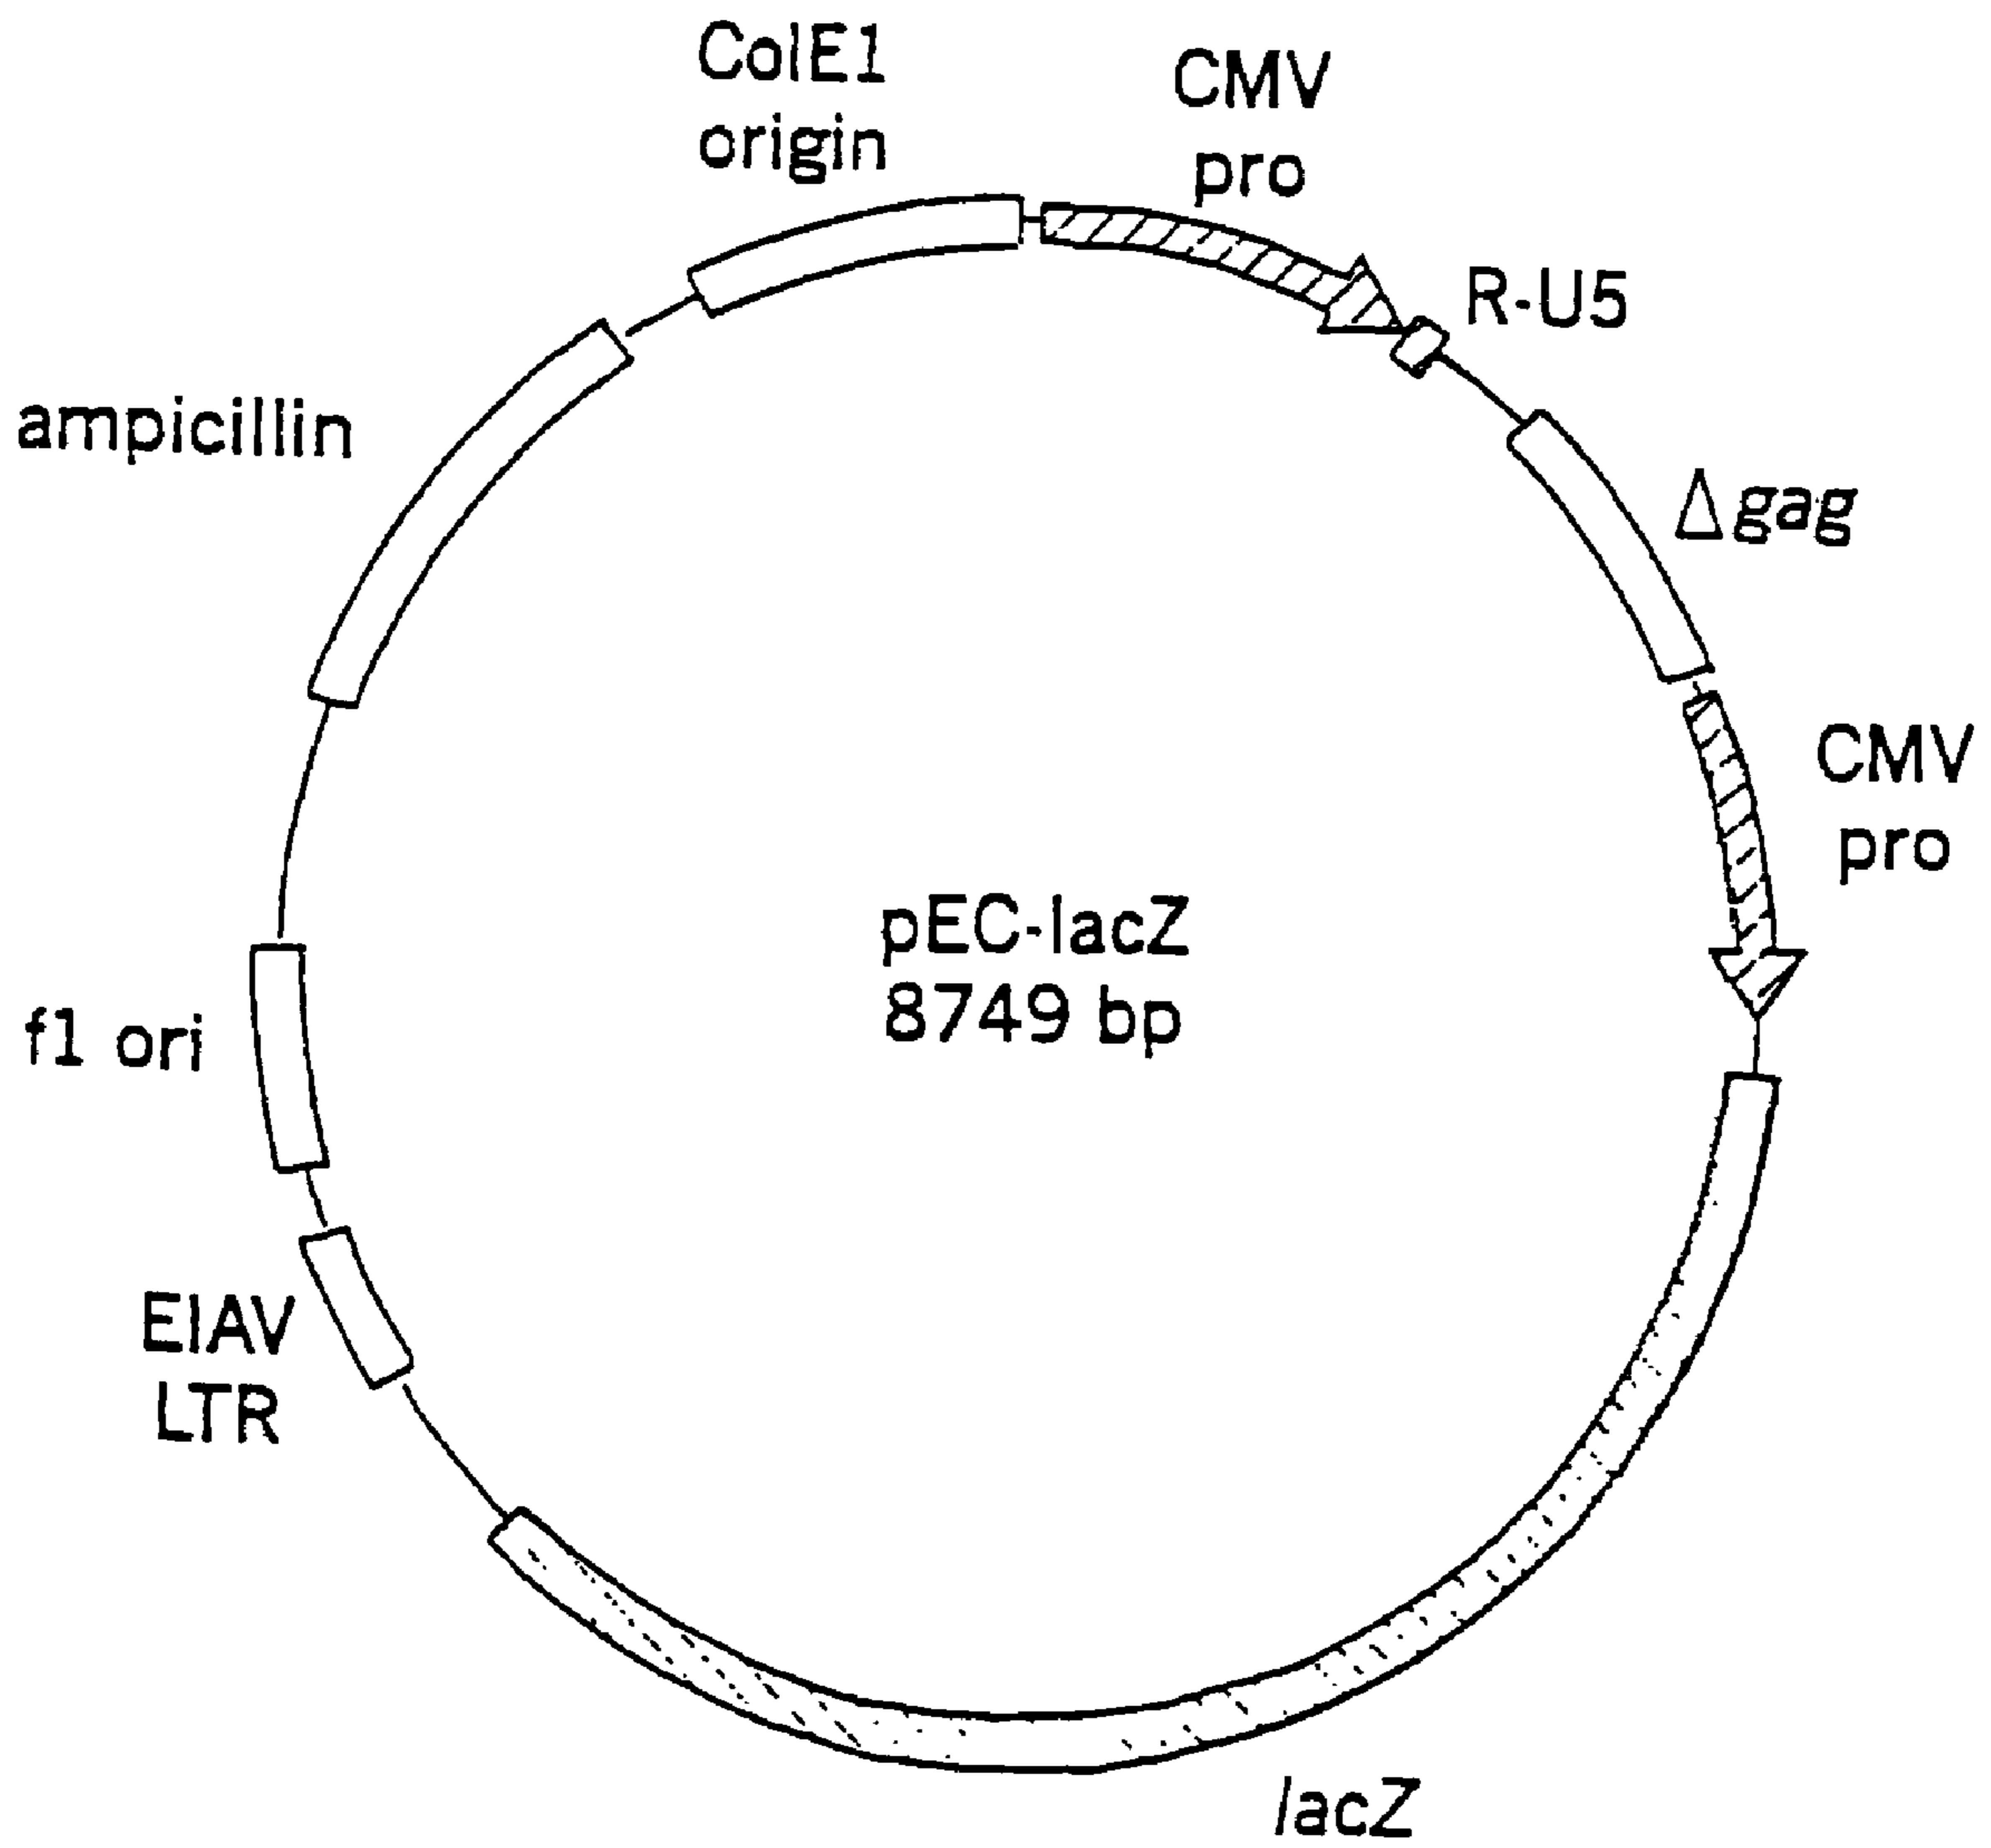 ColE1
origin
CMV
pro
R-U5
Δgag
ampicillin
CMV
pro
pEC-lacZ
8749 bp
f1 ori
EIAV
LTR
lacZ